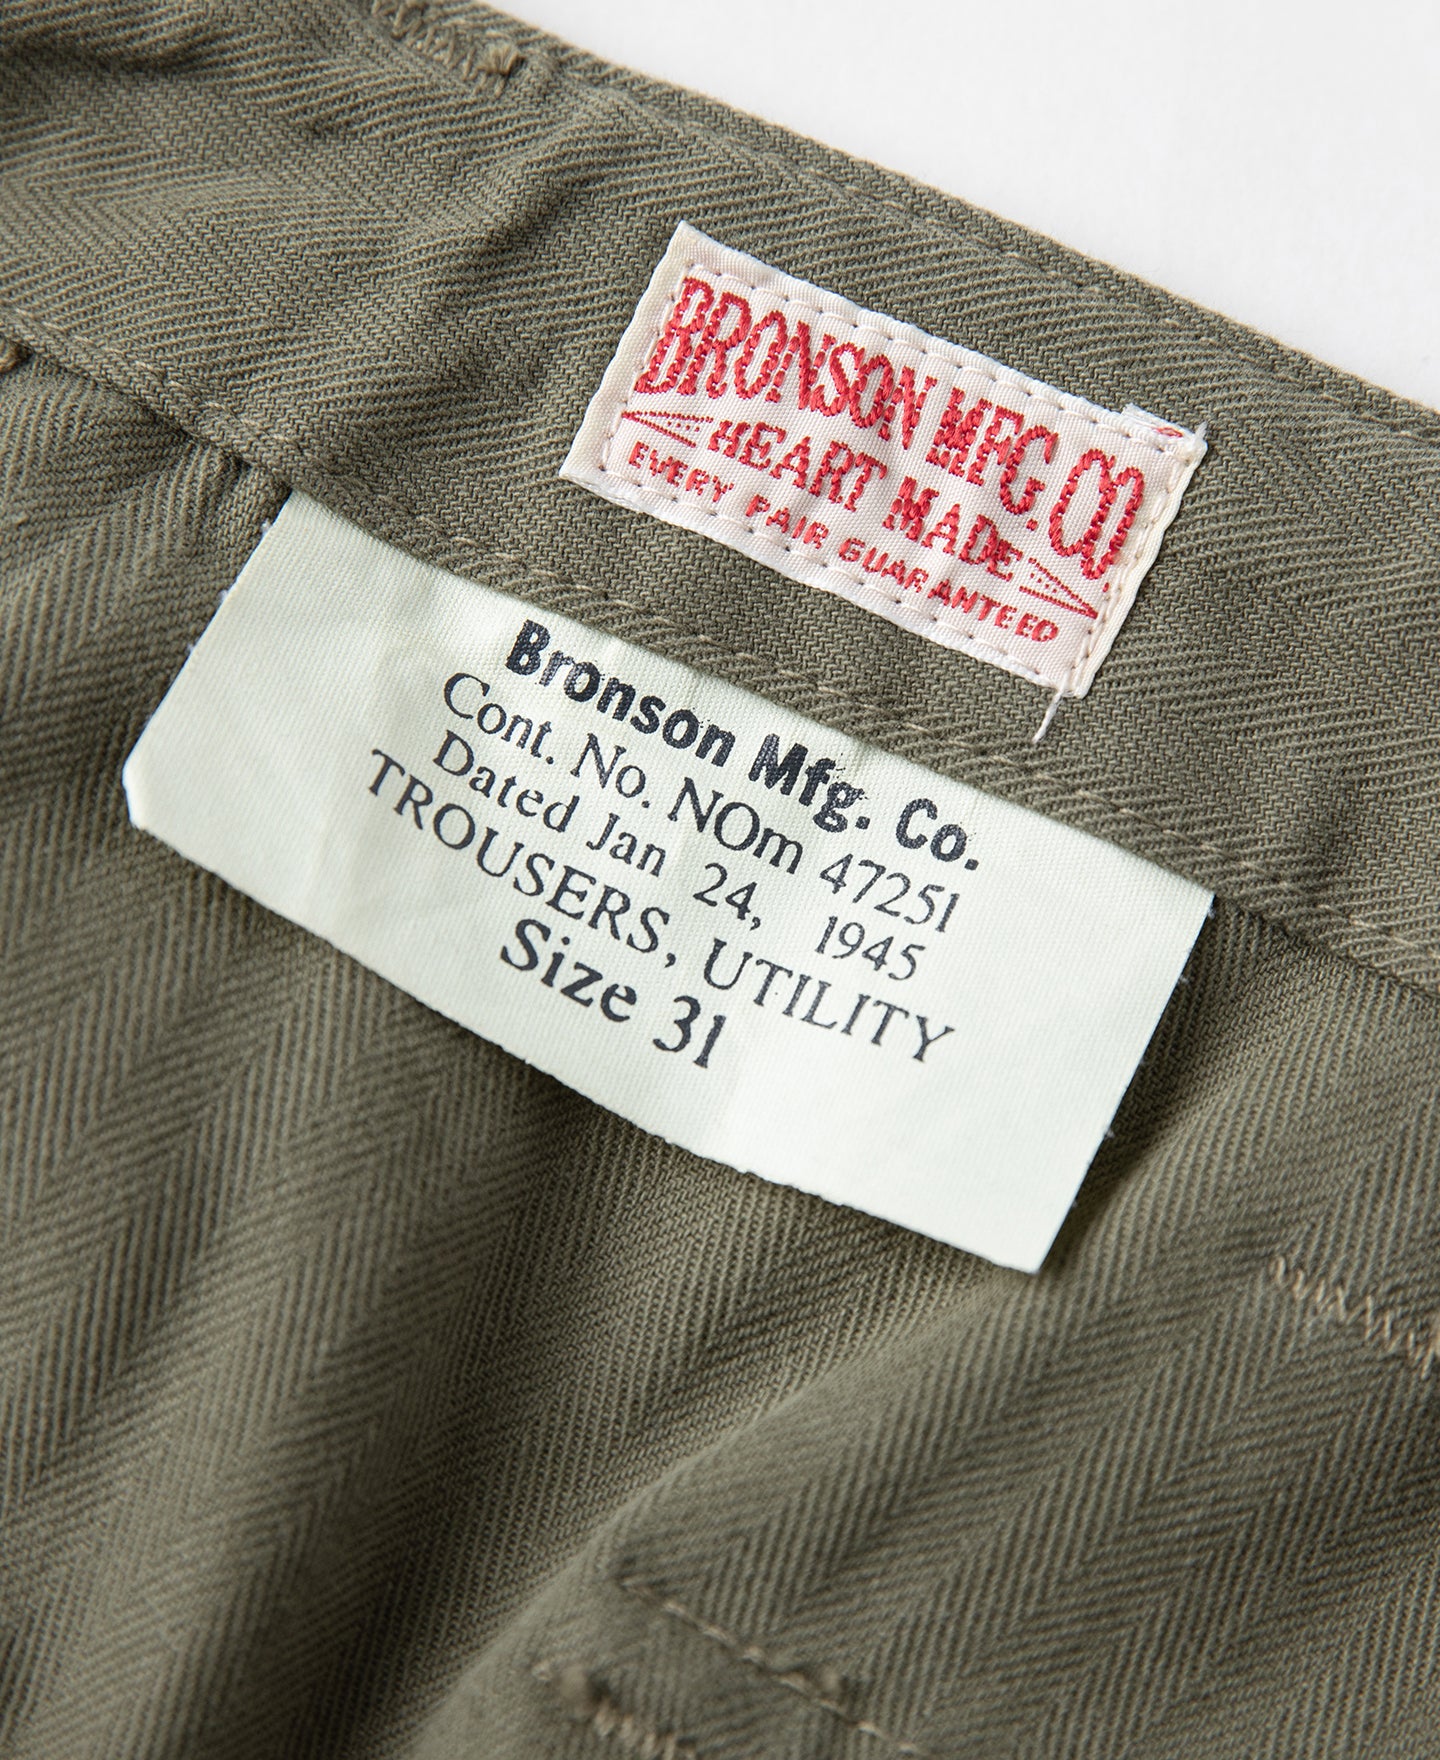 BRONSON MFG. CO.
HEART MADE
EVERY PAIR GUARANTEED
Bronson Mfg. Co.
Cont. No. NOm 47251
Dated Jan 24, 1945
TROUSERS, UTILITY
Size 31